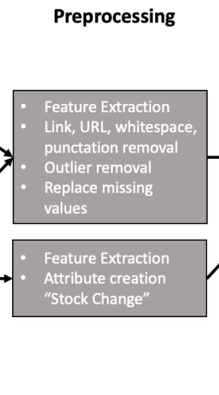 Preprocessing
• Feature Extraction
• Link, URL, whitespace,
punctation removal
• Outlier removal
• Replace missing
values
• Feature Extraction
• Attribute creation
“Stock Change”